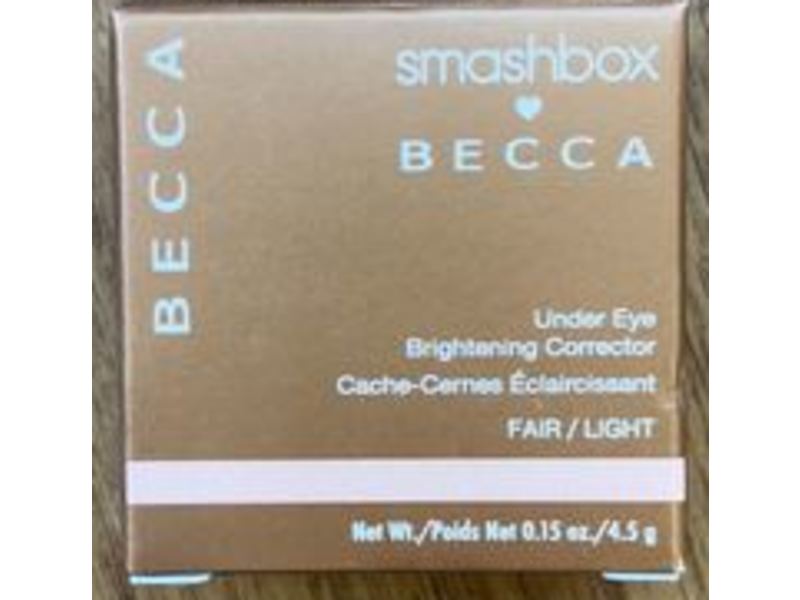 BECCA
smashbox
BECCA
Under Eye
Brightening Corrector
Cache-Cernes Éclaircissant
FAIR / LIGHT
Net Wt./Poids Net 0.15 oz./4.5 g